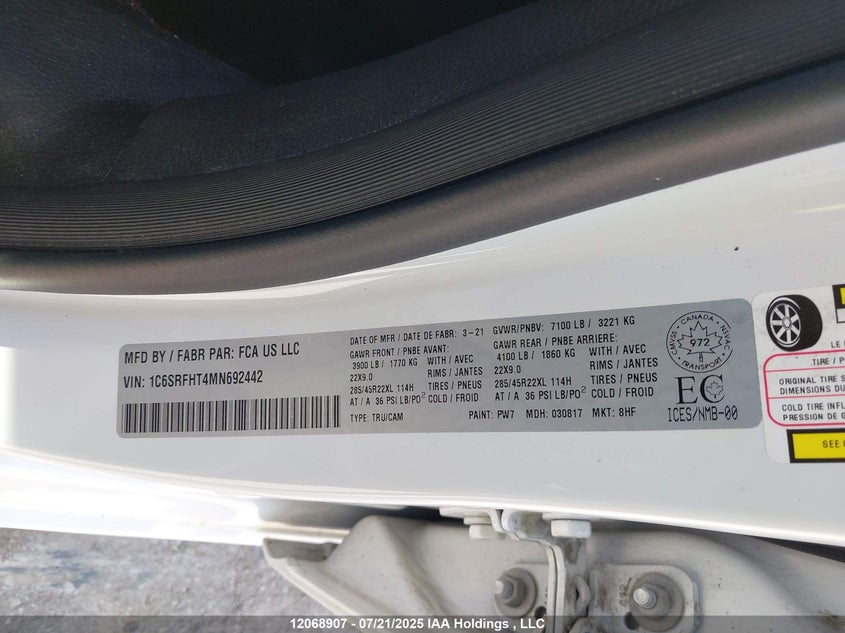 MFD BY / FABR PAR: FCA US LLC
VIN: 1C6SRFHT4MN692442
DATE OF MFR / DATE DE FABR: 3-21
GAWR FRONT / PNBE AVANT:
3900 LB / 1770 KG WITH / AVEC
22X9.0 RIMS / JANTES
285/45R22XL 114H TIRES / PNEUS
AT / A 36 PSI LB/PO² COLD / FROID
TYPE: TRU/CAM
GVWR/PNBV: 7100 LB / 3221 KG
GAWR REAR / PNBE ARRIERE:
4100 LB / 1860 KG WITH / AVEC
22X9.0 RIMS / JANTES
285/45R22XL 114H TIRES / PNEUS
AT / A 36 PSI LB/PO² COLD / FROID
PAINT: PW7 MDH: 030817 MKT: 8HF
CANADA
CMVSS NSVAC
972
TRANSPORT
EC
ICES/NMB-00
LE
TIRE / P
ORIGINAL TIRE S
DIMENSIONS DU
COLD TIRE INFL
PRESSION DE G
SEE
12068907 - 07/21/2025 IAA Holdings , LLC